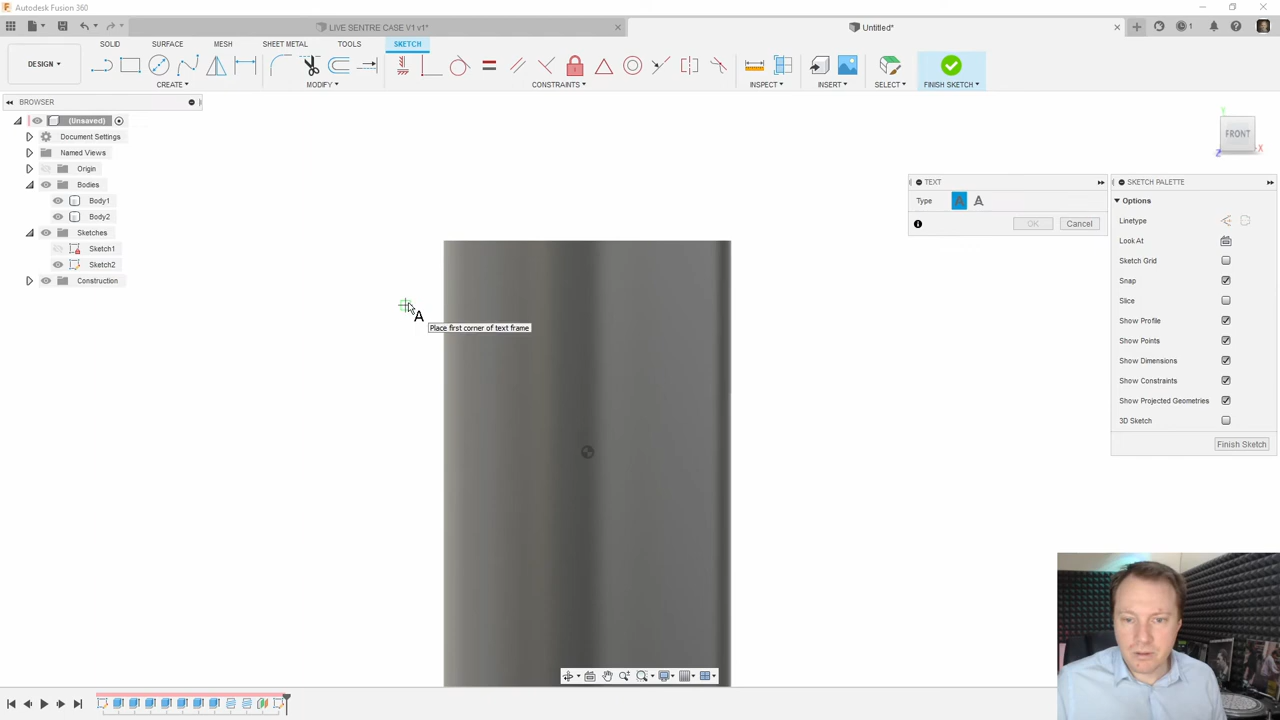 Autodesk Fusion 360
LIVE SENTRE CASE V1 v1*
Untitled*
1
DESIGN
SOLID SURFACE MESH SHEET METAL TOOLS SKETCH
CREATE MODIFY CONSTRAINTS INSPECT INSERT SELECT FINISH SKETCH
BROWSER
(Unsaved)
Document Settings
Named Views
Origin
Bodies
Body1
Body2
Sketches
Sketch1
Sketch2
Construction
Place first corner of text frame
A
FRONT
Y
X
Z
TEXT
Type A A
OK Cancel
SKETCH PALETTE
Options
Linetype
Look At
Sketch Grid
Snap
Slice
Show Profile
Show Points
Show Dimensions
Show Constraints
Show Projected Geometries
3D Sketch
Finish Sketch